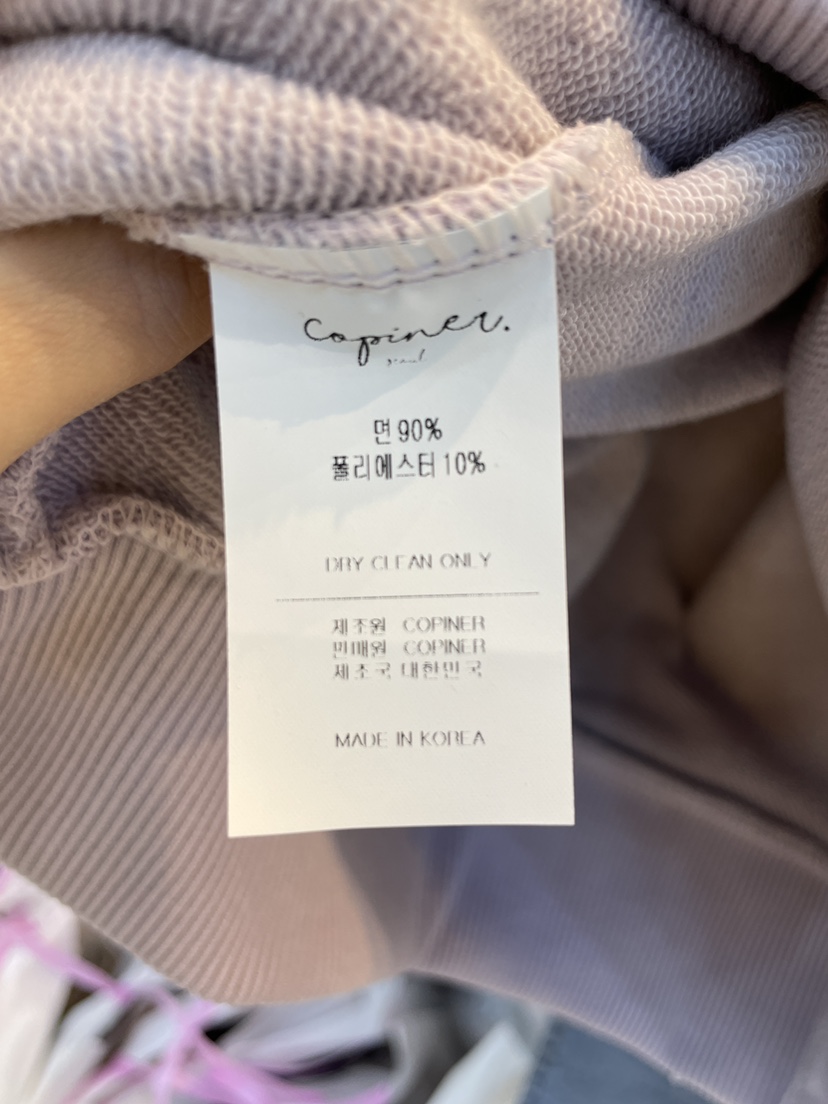 Copiner.
seoul
면 90%
폴리에스터 10%
DRY CLEAN ONLY
제조원 COPINER
판매원 COPINER
제조국 대한민국
MADE IN KOREA